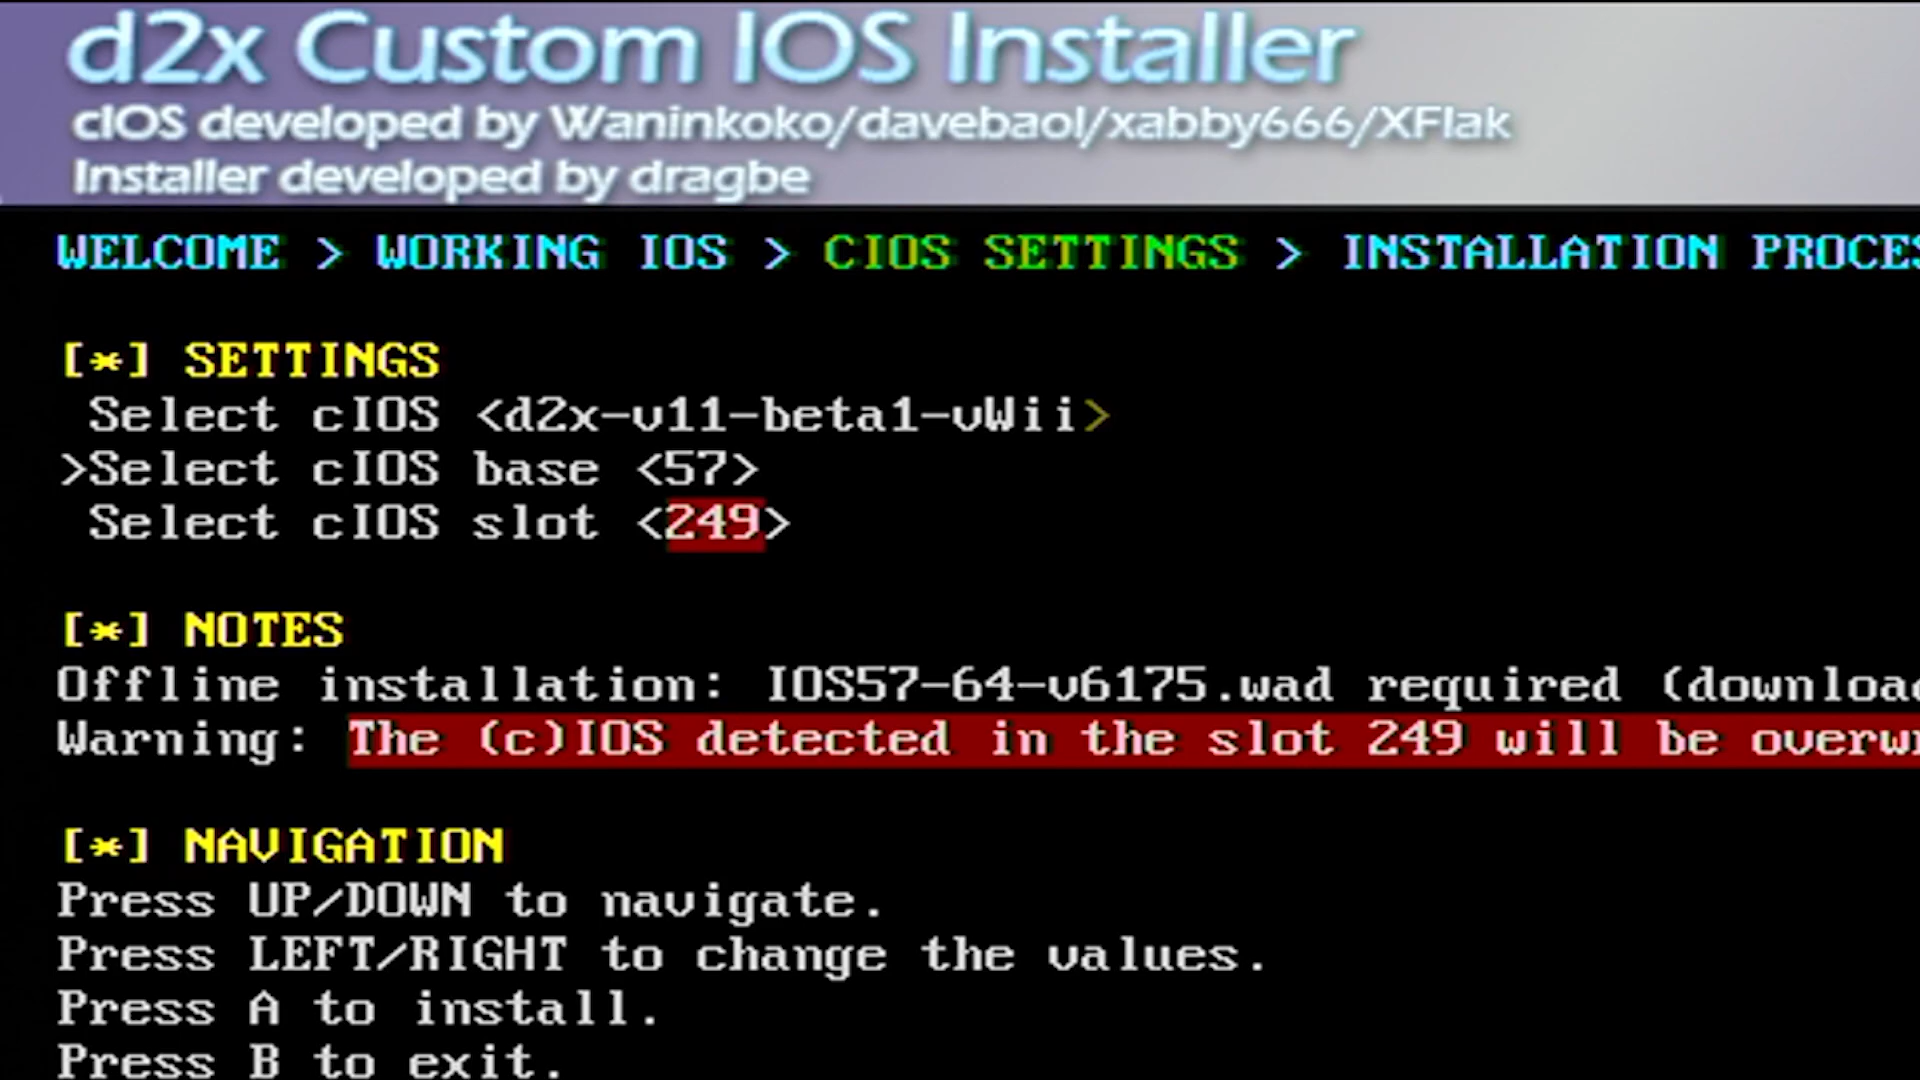 d2x Custom IOS Installer
cIOS developed by Waninkoko/davebaol/xabby666/XFlak
Installer developed by dragbe
WELCOME > WORKING IOS > CIOS SETTINGS > INSTALLATION
[*] SETTINGS
Select cIOS <d2x-v11-beta1-vWii>
>Select cIOS base <57>
Select cIOS slot <249>
[*] NOTES
Offline installation: IOS57-64-v6175.wad required
Warning: The (c)IOS detected in the slot 249 will be
[*] NAVIGATION
Press UP/DOWN to navigate.
Press LEFT/RIGHT to change the values.
Press A to install.
Press B to exit.